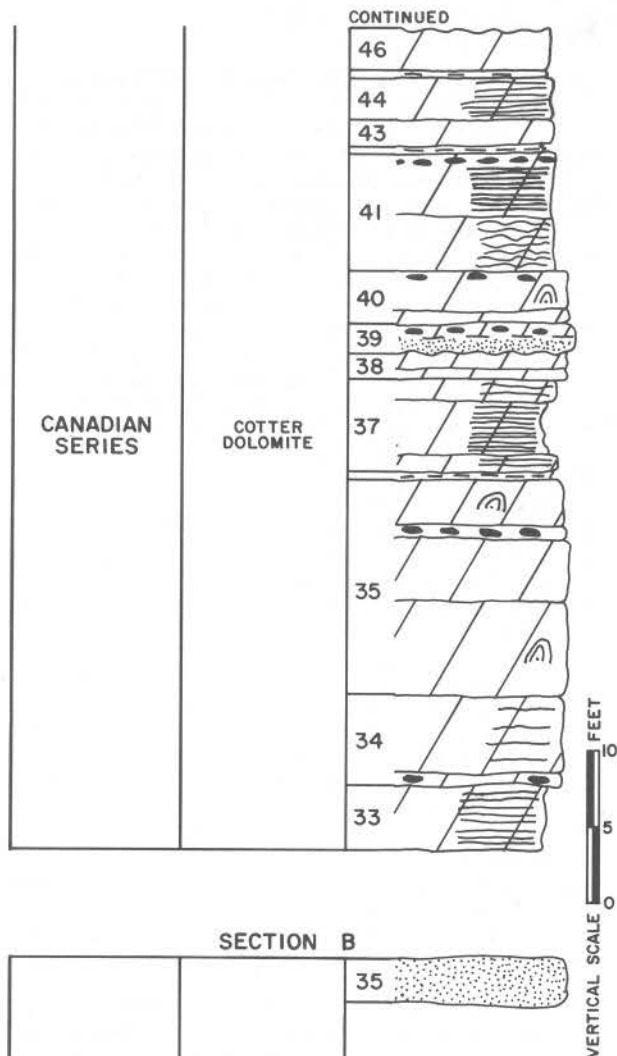 CONTINUED
46
44
43
41
40
39
38
CANADIAN
SERIES
COTTER
DOLOMITE
37
35
34
33
VERTICAL SCALE FEET
10
5
0
SECTION B
35